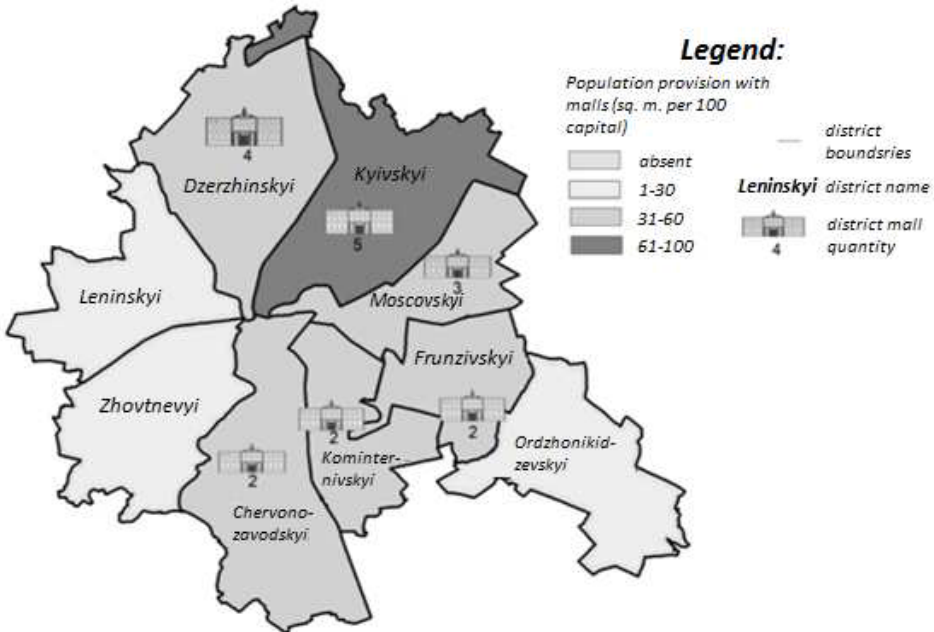 Legend:
Population provision with
malls (sq. m. per 100
capital)
absent
1-30
31-60
61-100
district
boundsries
Leninskyi district name
district mall
quantity
4
4
Dzerzhinskyi
Kyivskyi
5
3
Moscovskyi
Leninskyi
Frunzivskyi
Zhovtnevyi
2
2
Ordzhonikid-
zevskyi
Kominter-
nivskyi
2
Chervono-
zavodskyi